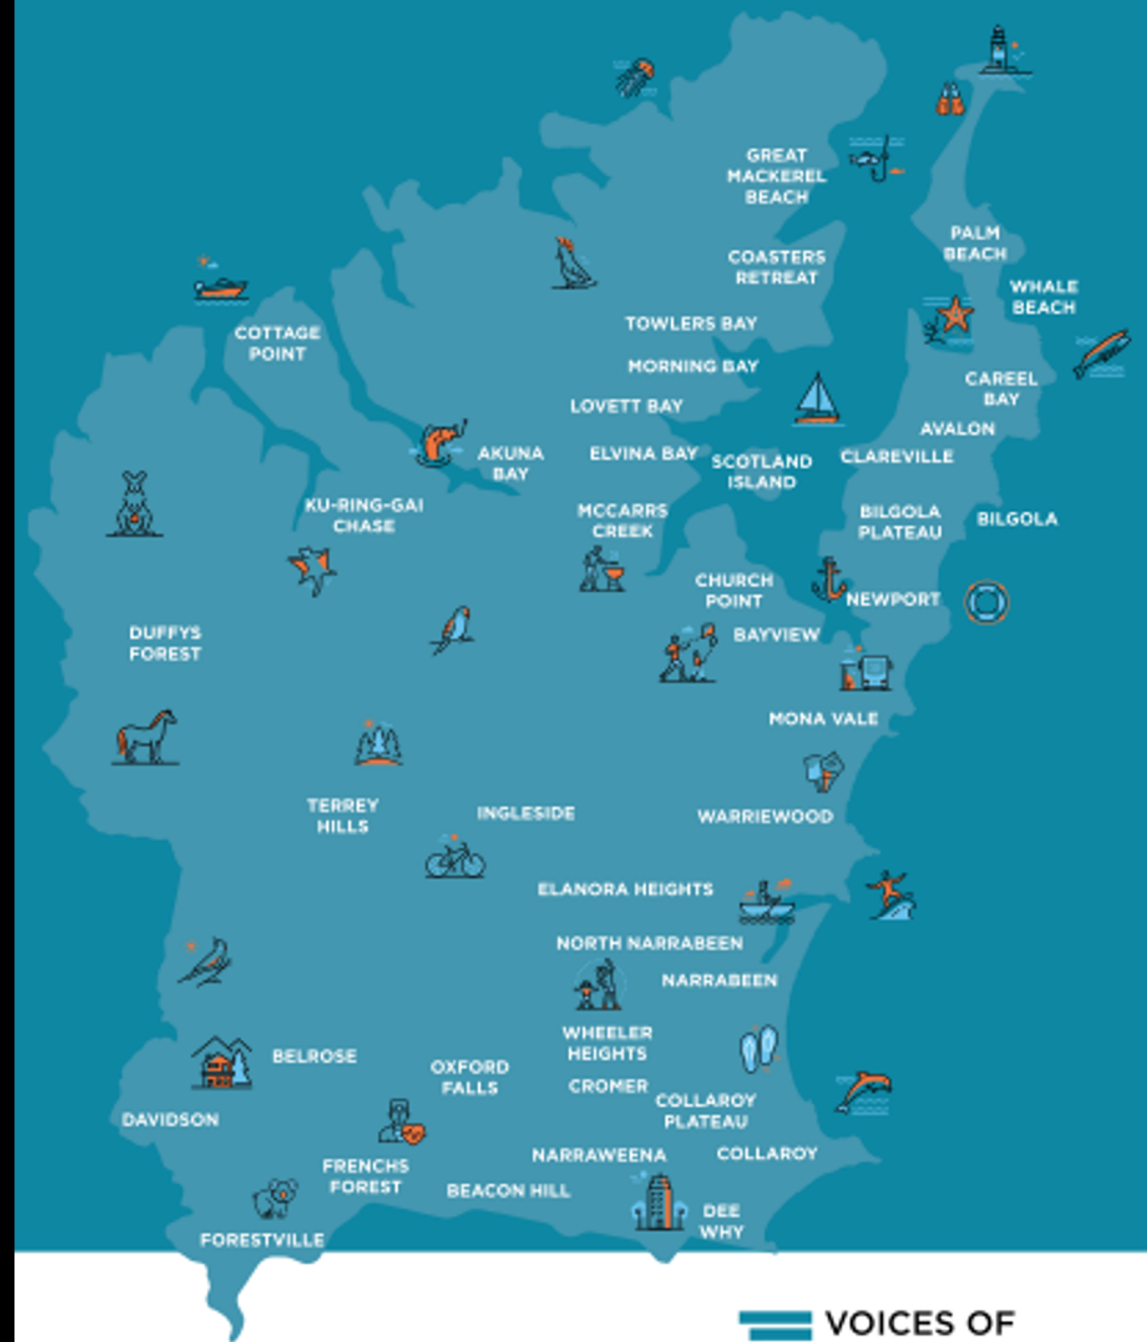 GREAT
MACKEREL
BEACH
PALM
BEACH
COASTERS
RETREAT
WHALE
BEACH
COTTAGE
POINT
TOWLERS BAY
MORNING BAY
CAREEL
BAY
LOVETT BAY
AVALON
AKUNA
BAY
ELVINA BAY
SCOTLAND
ISLAND
CLAREVILLE
KU-RING-GAI
CHASE
MCCARRS
CREEK
BILGOLA
PLATEAU
BILGOLA
CHURCH
POINT
NEWPORT
DUFFYS
FOREST
BAYVIEW
MONA VALE
TERREY
HILLS
INGLESIDE
WARRIEWOOD
ELANORA HEIGHTS
NORTH NARRABEEN
NARRABEEN
WHEELER
HEIGHTS
BELROSE
OXFORD
FALLS
CROMER
COLLAROY
PLATEAU
DAVIDSON
NARRAWEENA
COLLAROY
FRENCHS
FOREST
BEACON HILL
DEE
WHY
FORESTVILLE
VOICES OF